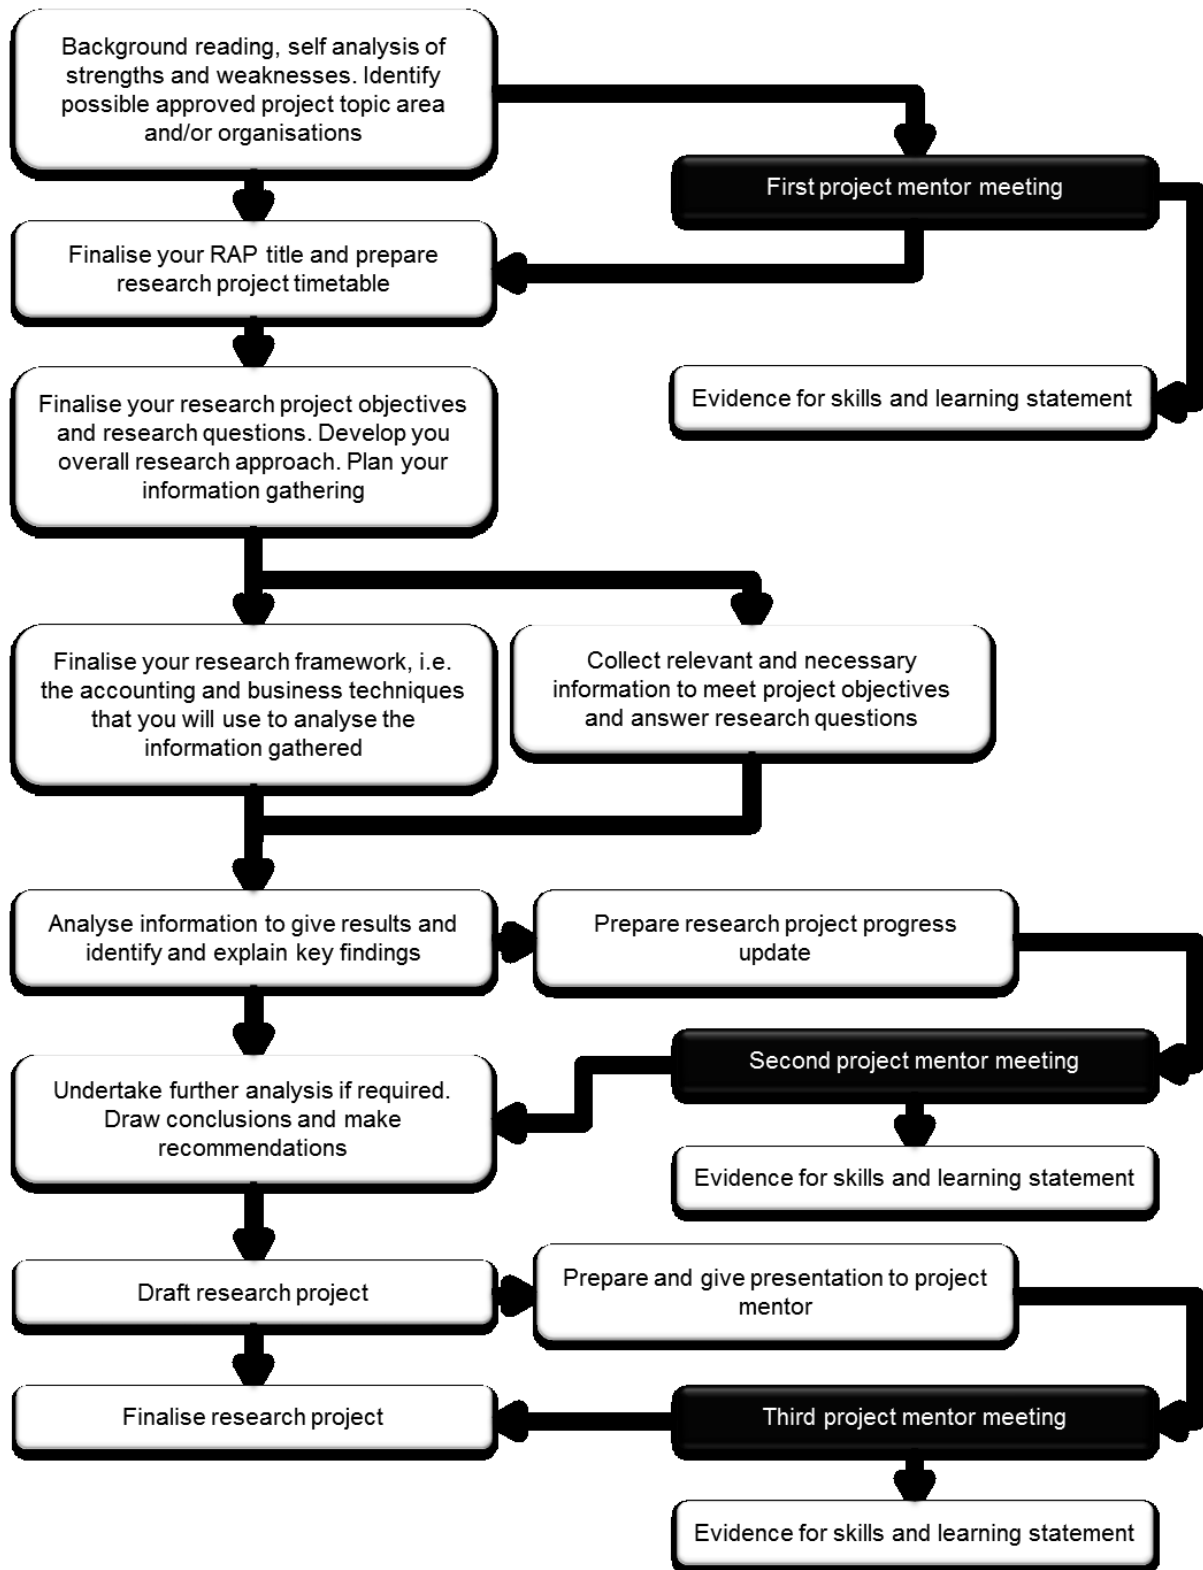 Background reading, self analysis of
strengths and weaknesses. Identify
possible approved project topic area
and/or organisations
First project mentor meeting
Finalise your RAP title and prepare
research project timetable
Evidence for skills and learning statement
Finalise your research project objectives
and research questions. Develop you
overall research approach. Plan your
information gathering
Finalise your research framework, i.e.
the accounting and business techniques
that you will use to analyse the
information gathered
Collect relevant and necessary
information to meet project objectives
and answer research questions
Analyse information to give results and
identify and explain key findings
Prepare research project progress
update
Second project mentor meeting
Undertake further analysis if required.
Draw conclusions and make
recommendations
Evidence for skills and learning statement
Draft research project
Prepare and give presentation to project
mentor
Finalise research project
Third project mentor meeting
Evidence for skills and learning statement